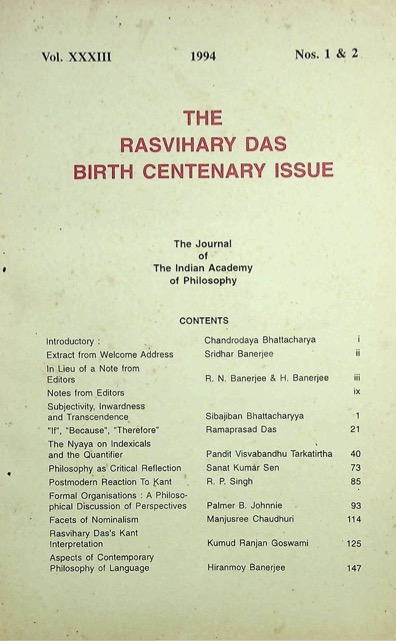 Vol. XXXIII 1994 Nos. 1 & 2
THE
RASVIHARY DAS
BIRTH CENTENARY ISSUE
The Journal
of
The Indian Academy
of Philosophy
CONTENTS
Introductory : Chandrodaya Bhattacharya i
Extract from Welcome Address Sridhar Banerjee ii
In Lieu of a Note from
Editors R. N. Banerjee & H. Banerjee iii
Notes from Editors ix
Subjectivity, Inwardness
and Transcendence Sibajiban Bhattacharyya 1
"If", "Because", "Therefore" Ramaprasad Das 21
The Nyaya on Indexicals
and the Quantifier Pandit Visvabandhu Tarkatirtha 40
Philosophy as Critical Reflection Sanat Kumar Sen 73
Postmodern Reaction To Kant R. P. Singh 85
Formal Organisations : A Philoso-
phical Discussion of Perspectives Palmer B. Johnnie 93
Facets of Nominalism Manjusree Chaudhuri 114
Rasvihary Das's Kant
Interpretation Kumud Ranjan Goswami 125
Aspects of Contemporary
Philosophy of Language Hiranmoy Banerjee 147